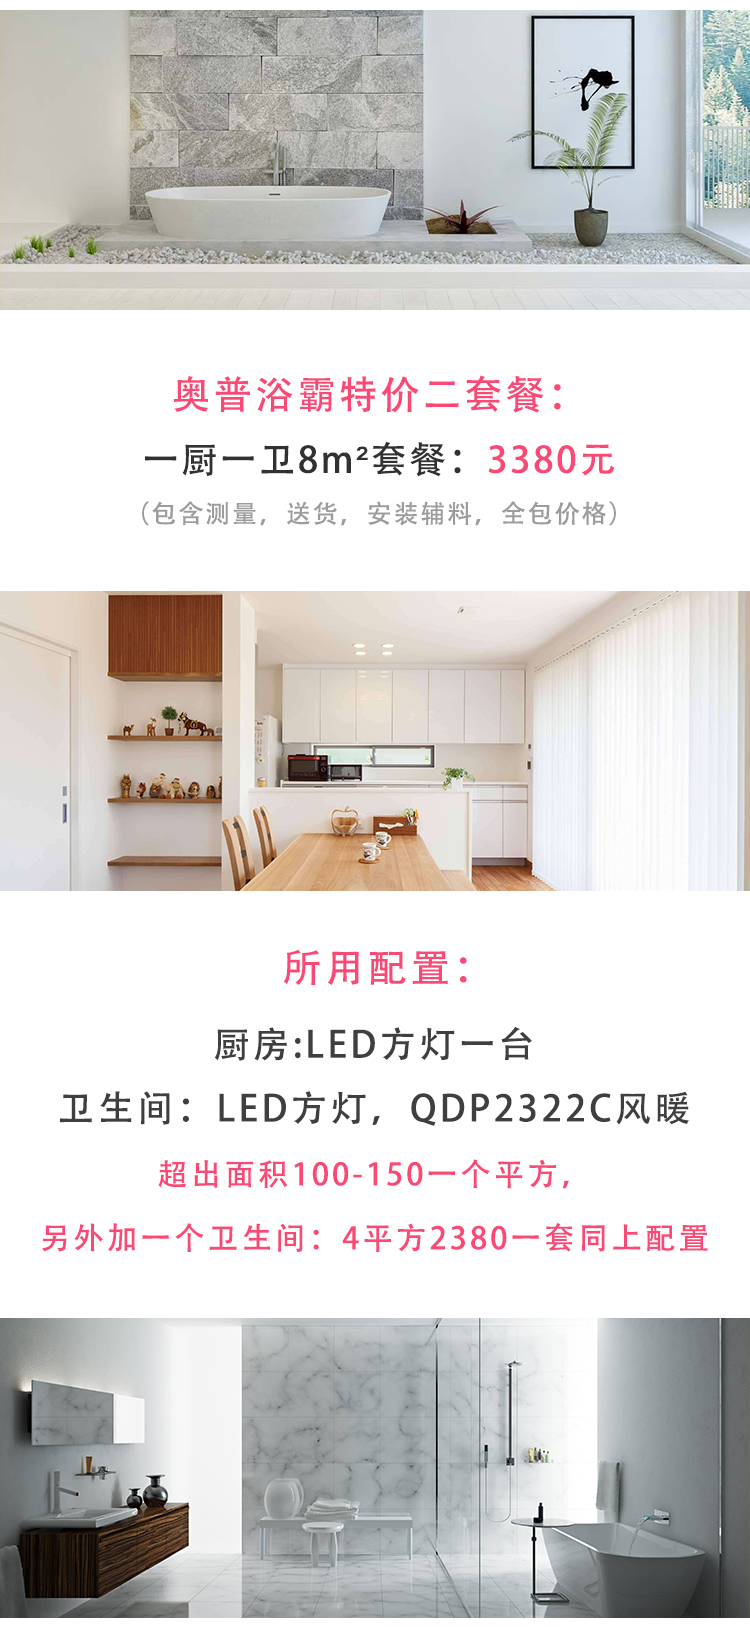 奥普浴霸特价二套餐：
一厨一卫8m²套餐：3380元
（包含测量，送货，安装辅料，全包价格）
所用配置：
厨房:LED方灯一台
卫生间：LED方灯，QDP2322C风暖
超出面积100-150一个平方，
另外加一个卫生间：4平方2380一套同上配置